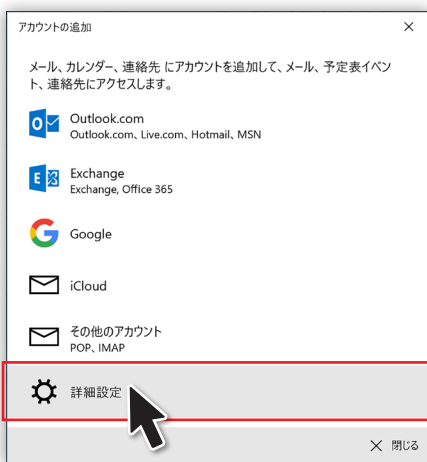 アカウントの追加
メール、カレンダー、連絡先 にアカウントを追加して、メール、予定表イベン
ト、連絡先にアクセスします。
Outlook.com
Outlook.com、Live.com、Hotmail、MSN
Exchange
Exchange, Office 365
Google
iCloud
その他のアカウント
POP、IMAP
詳細設定
閉じる